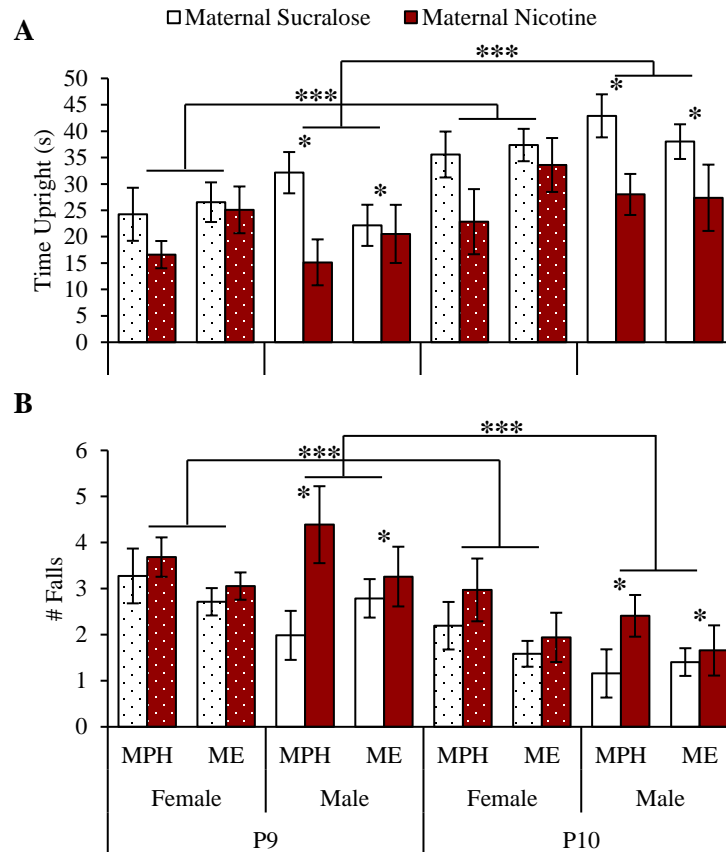 Maternal Sucralose Maternal Nicotine
A
***
***
* * * *
Time Upright (s)
50
45
40
35
30
25
20
15
10
5
0
B
***
***
* * * *
# Falls
6
5
4
3
2
1
0
MPH ME MPH ME MPH ME MPH ME
Female Male Female Male
P9 P10